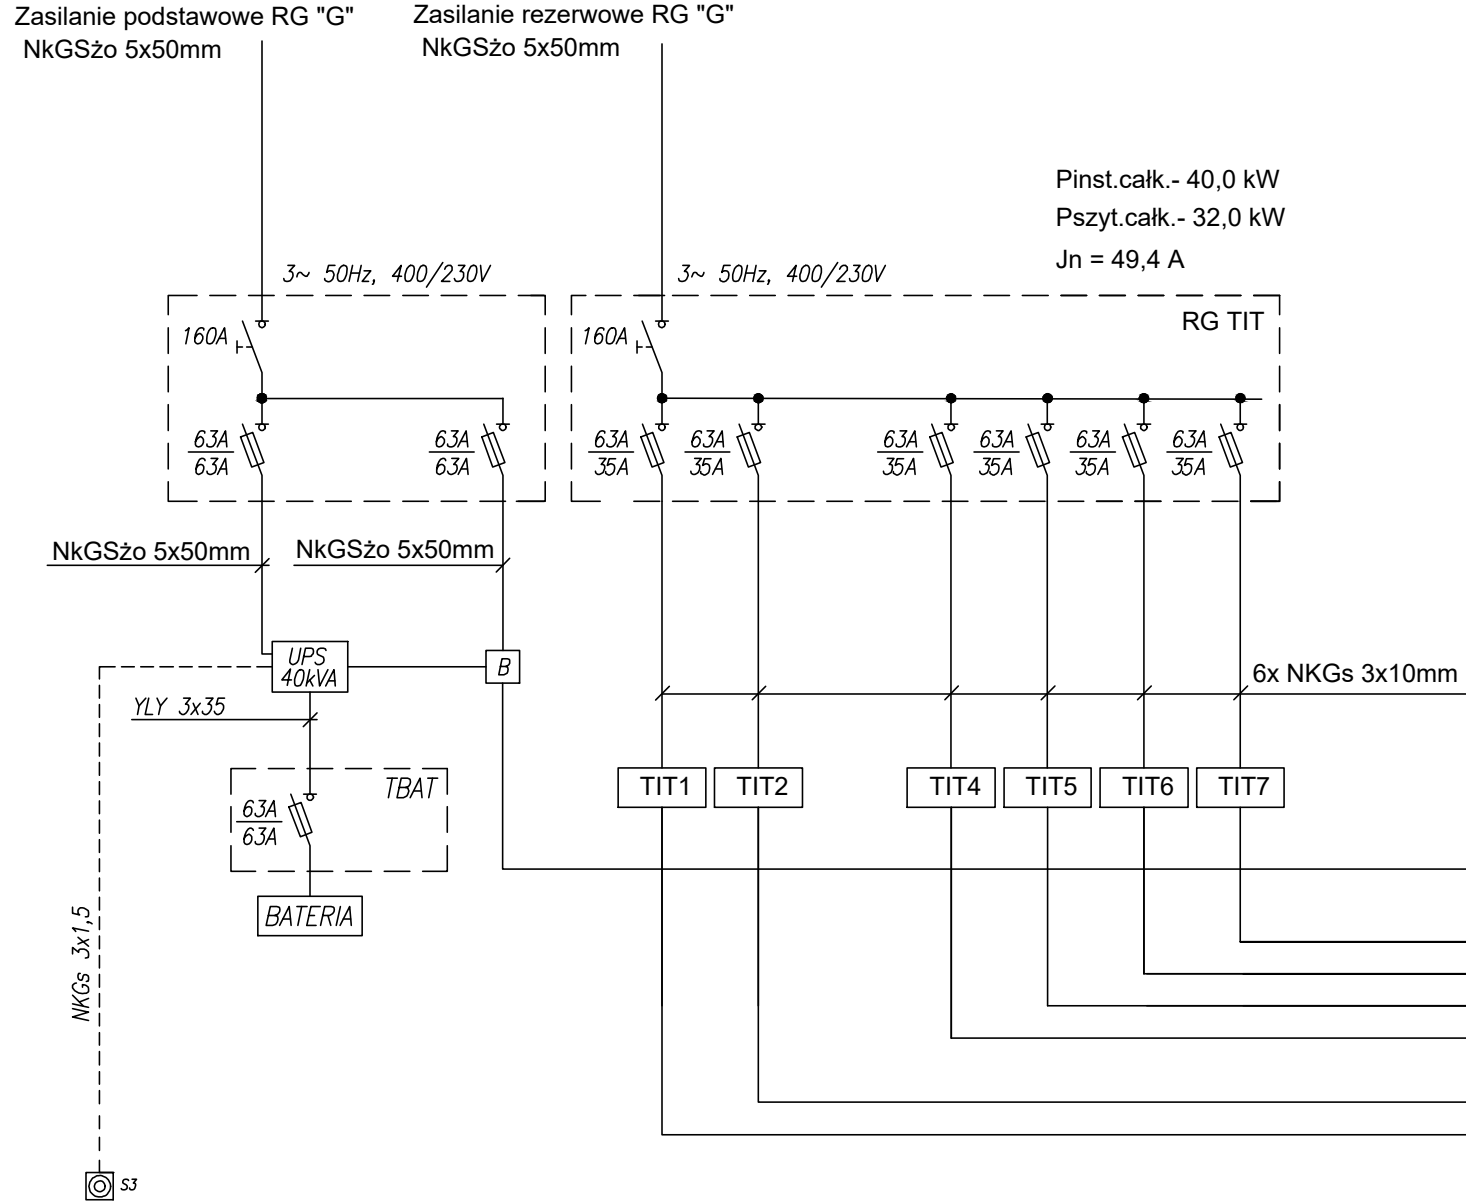 Zasilanie podstawowe RG "G"
NkGSżo 5x50mm
Zasilanie rezerwowe RG "G"
NkGSżo 5x50mm
Pinst.całk.- 40,0 kW
Pszyt.całk.- 32,0 kW
Jn = 49,4 A
3~ 50Hz, 400/230V
3~ 50Hz, 400/230V
RG TIT
160A
160A
63A
63A
63A
63A
63A
35A
63A
35A
63A
35A
63A
35A
63A
35A
63A
35A
NkGSżo 5x50mm
NkGSżo 5x50mm
UPS
40kVA
B
6x NKGs 3x10mm
YLY 3x35
TBAT
63A
63A
TIT1
TIT2
TIT4
TIT5
TIT6
TIT7
BATERIA
NKGs 3x1,5
S3